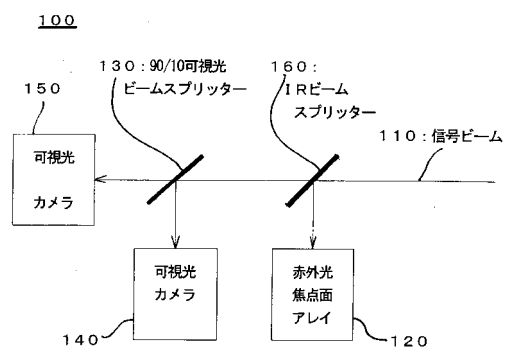 100
130：90/10可視光
ビームスプリッター
160：
IRビーム
スプリッター
150
110：信号ビーム
可視光
カメラ
可視光
カメラ
赤外光
焦点面
アレイ
140
120